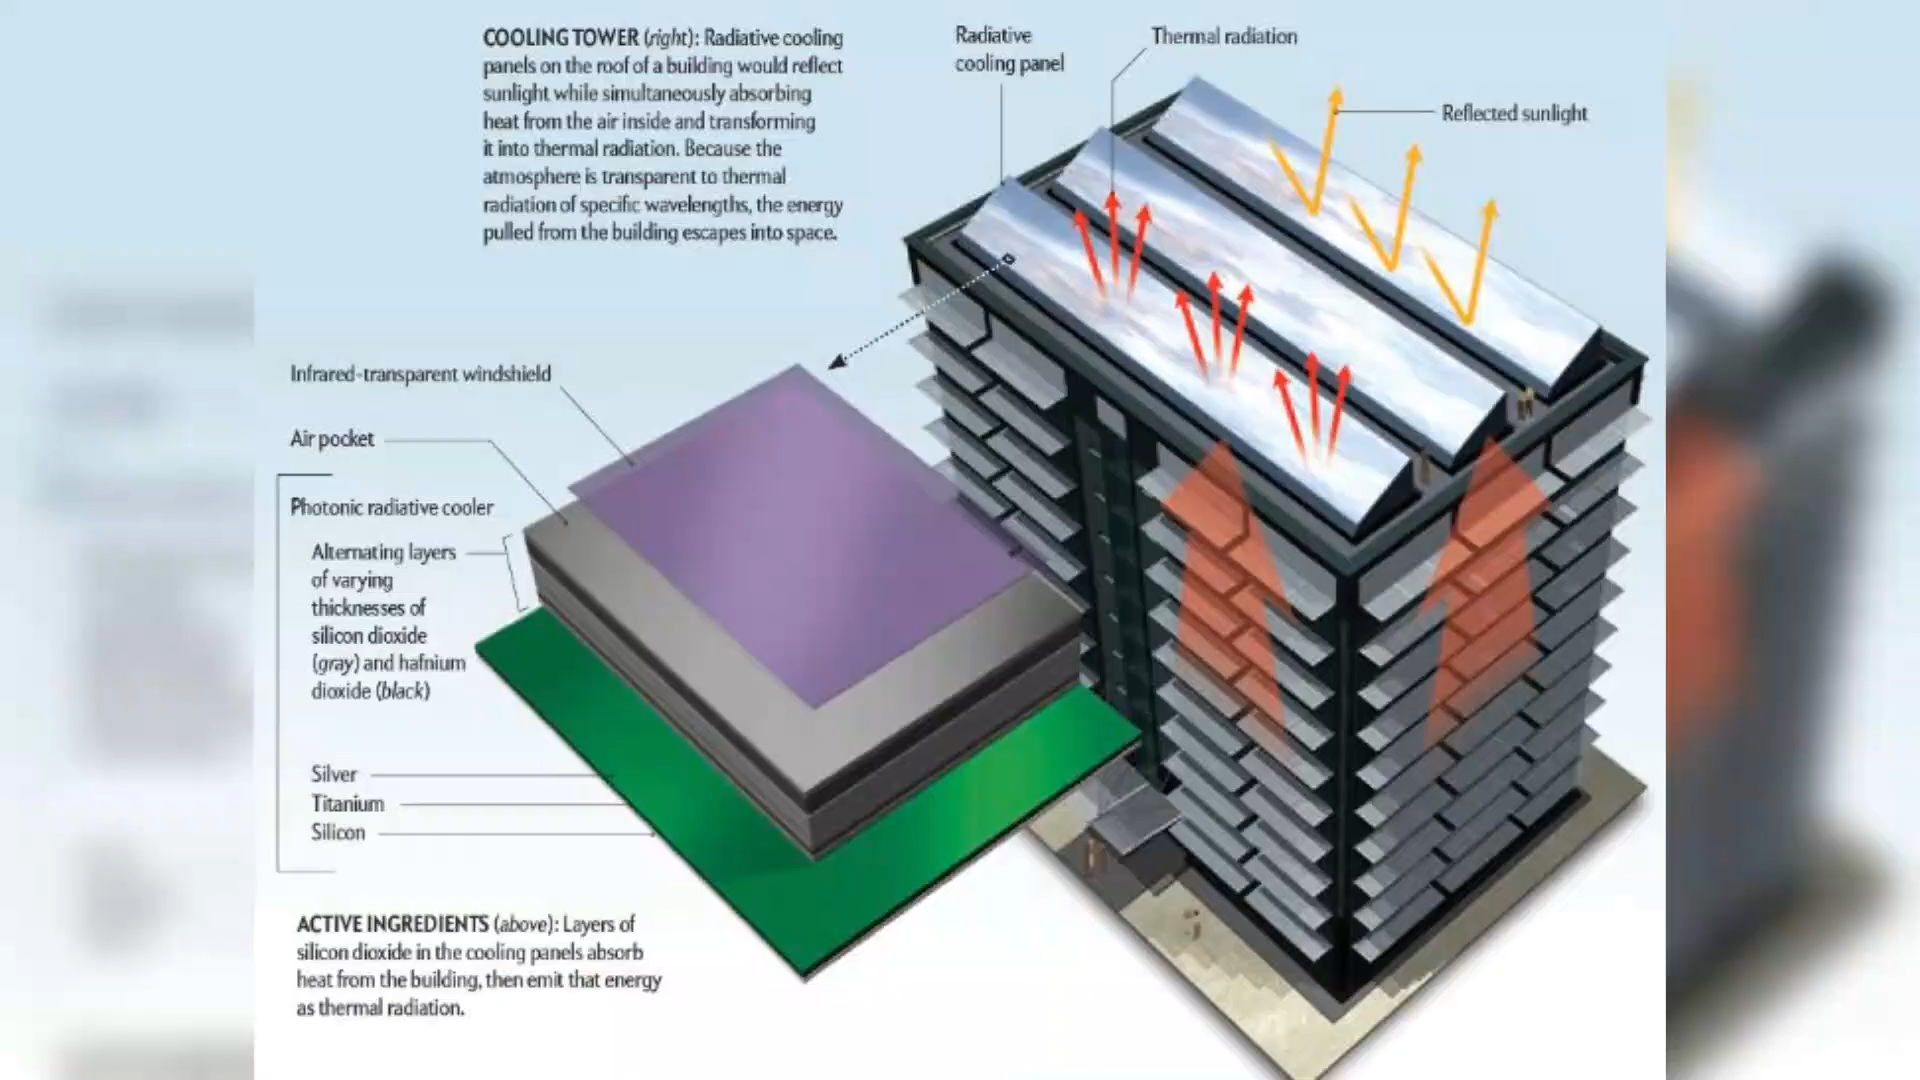 COOLING TOWER (right): Radiative cooling
panels on the roof of a building would reflect
sunlight while simultaneously absorbing
heat from the air inside and transforming
it into thermal radiation. Because the
atmosphere is transparent to thermal
radiation of specific wavelengths, the energy
pulled from the building escapes into space.
Radiative
cooling panel
Thermal radiation
Reflected sunlight
Infrared-transparent windshield
Air pocket
Photonic radiative cooler
Alternating layers
of varying
thicknesses of
silicon dioxide
(gray) and hafnium
dioxide (black)
Silver
Titanium
Silicon
ACTIVE INGREDIENTS (above): Layers of
silicon dioxide in the cooling panels absorb
heat from the building, then emit that energy
as thermal radiation.